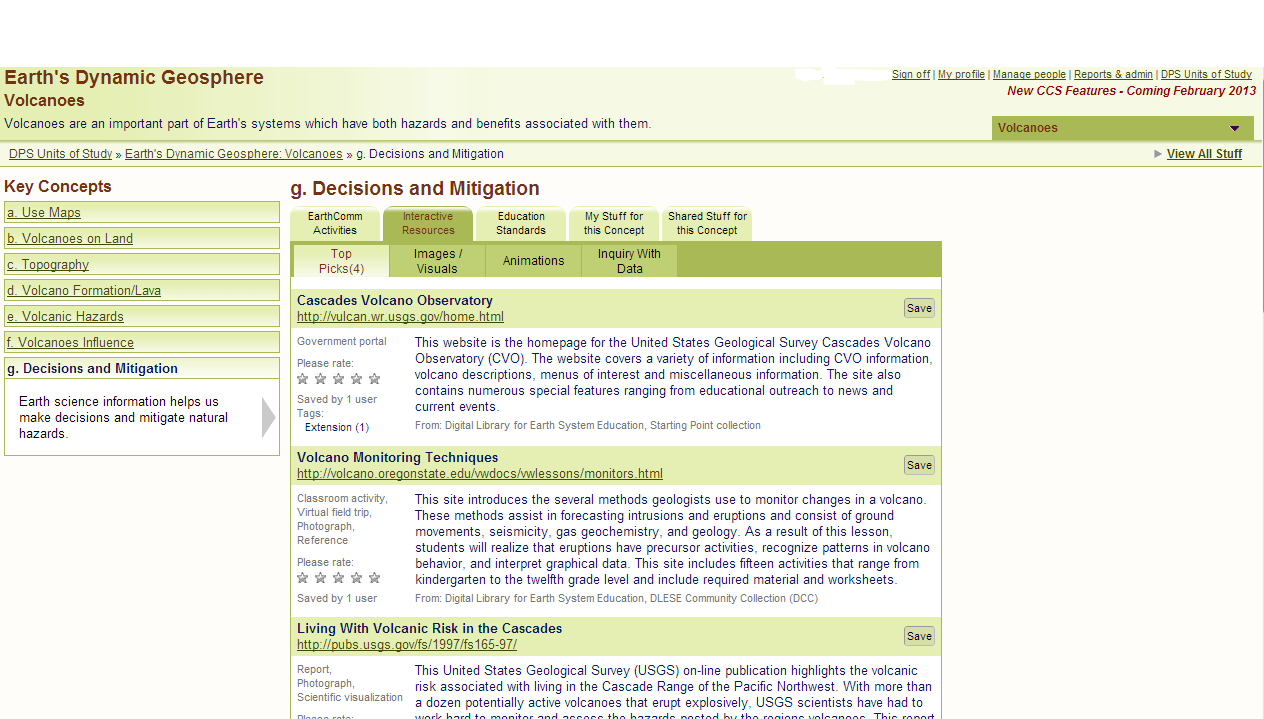 Earth's Dynamic Geosphere
Sign off | My profile | Manage people | Reports & admin | DPS Units of Study
New CCS Features - Coming February 2013
Volcanoes
Volcanoes are an important part of Earth's systems which have both hazards and benefits associated with them.
Volcanoes
DPS Units of Study » Earth's Dynamic Geosphere: Volcanoes » g. Decisions and Mitigation
View All Stuff
Key Concepts
a. Use Maps
b. Volcanoes on Land
c. Topography
d. Volcano Formation/Lava
e. Volcanic Hazards
f. Volcanoes Influence
g. Decisions and Mitigation
Earth science information helps us
make decisions and mitigate natural
hazards.
g. Decisions and Mitigation
EarthComm
Activities
Interactive
Resources
Education
Standards
My Stuff for
this Concept
Shared Stuff for
this Concept
Top
Picks(4)
Images /
Visuals
Animations
Inquiry With
Data
Cascades Volcano Observatory
http://vulcan.wr.usgs.gov/home.html
Save
Government portal
Please rate:
Saved by 1 user
Tags:
Extension (1)
This website is the homepage for the United States Geological Survey Cascades Volcano
Observatory (CVO). The website covers a variety of information including CVO information,
volcano descriptions, menus of interest and miscellaneous information. The site also
contains numerous special features ranging from educational outreach to news and
current events.
From: Digital Library for Earth System Education, Starting Point collection
Volcano Monitoring Techniques
http://volcano.oregonstate.edu/vwdocs/vwlessons/monitors.html
Save
Classroom activity,
Virtual field trip,
Photograph,
Reference
Please rate:
Saved by 1 user
This site introduces the several methods geologists use to monitor changes in a volcano.
These methods assist in forecasting intrusions and eruptions and consist of ground
movements, seismicity, gas geochemistry, and geology. As a result of this lesson,
students will realize that eruptions have precursor activities, recognize patterns in volcano
behavior, and interpret graphical data. This site includes fifteen activities that range from
kindergarten to the twelfth grade level and include required material and worksheets.
From: Digital Library for Earth System Education, DLESE Community Collection (DCC)
Living With Volcanic Risk in the Cascades
http://pubs.usgs.gov/fs/1997/fs165-97/
Save
Report,
Photograph,
Scientific visualization
Please rate:
This United States Geological Survey (USGS) on-line publication highlights the volcanic
risk associated with living in the Cascade Range of the Pacific Northwest. With more than
a dozen potentially active volcanoes that erupt explosively, USGS scientists have had to
work hard to monitor and assess the hazards posted by the regions volcanoes. This report